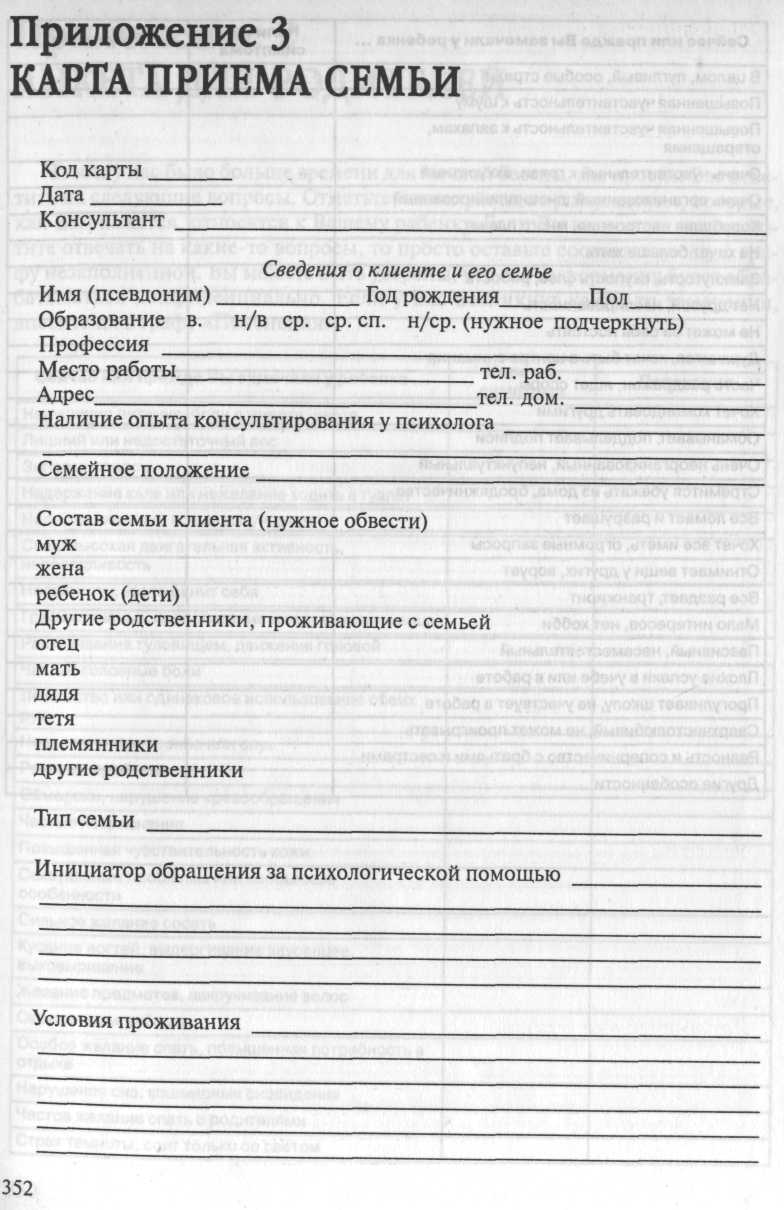 Приложение 3
КАРТА ПРИЕМА СЕМЬИ
Код карты
Дата
Консультант
Сведения о клиенте и его семье
Имя (псевдоним) Год рождения Пол
Образование в. н/в ср. ср. сп. н/ср. (нужное подчеркнуть)
Профессия
Место работы тел. раб.
Адрес тел. дом.
Наличие опыта консультирования у психолога
Семейное положение
Состав семьи клиента (нужное обвести)
муж
жена
ребенок (дети)
Другие родственники, проживающие с семьей
отец
мать
дядя
тетя
племянники
другие родственники
Тип семьи
Инициатор обращения за психологической помощью
Условия проживания
352